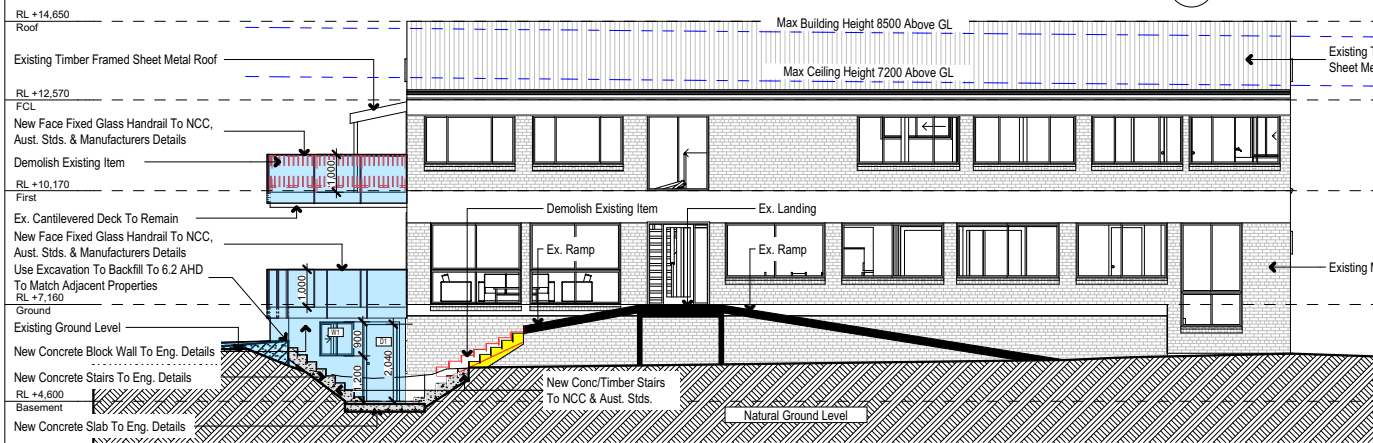 RL +14,650
Roof
Max Building Height 8500 Above GL
Existing Timber Framed Sheet Metal Roof
Max Ceiling Height 7200 Above GL
Existing
Sheet
RL +12,570
FCL
New Face Fixed Glass Handrail To NCC,
Aust. Stds. & Manufacturers Details
Demolish Existing Item
1,000
RL +10,170
First
Ex. Cantilevered Deck To Remain
Demolish Existing Item
Ex. Landing
New Face Fixed Glass Handrail To NCC,
Aust. Stds. & Manufacturers Details
Ex. Ramp
Ex. Ramp
Use Excavation To Backfill To 6.2 AHD
To Match Adjacent Properties
Existing
1,000
RL +7,160
Ground
Existing Ground Level
W1
D1
900
2,040
1,200
New Concrete Block Wall To Eng. Details
New Concrete Stairs To Eng. Details
New Conc/Timber Stairs
To NCC & Aust. Stds.
RL +4,600
Basement
Natural Ground Level
New Concrete Slab To Eng. Details